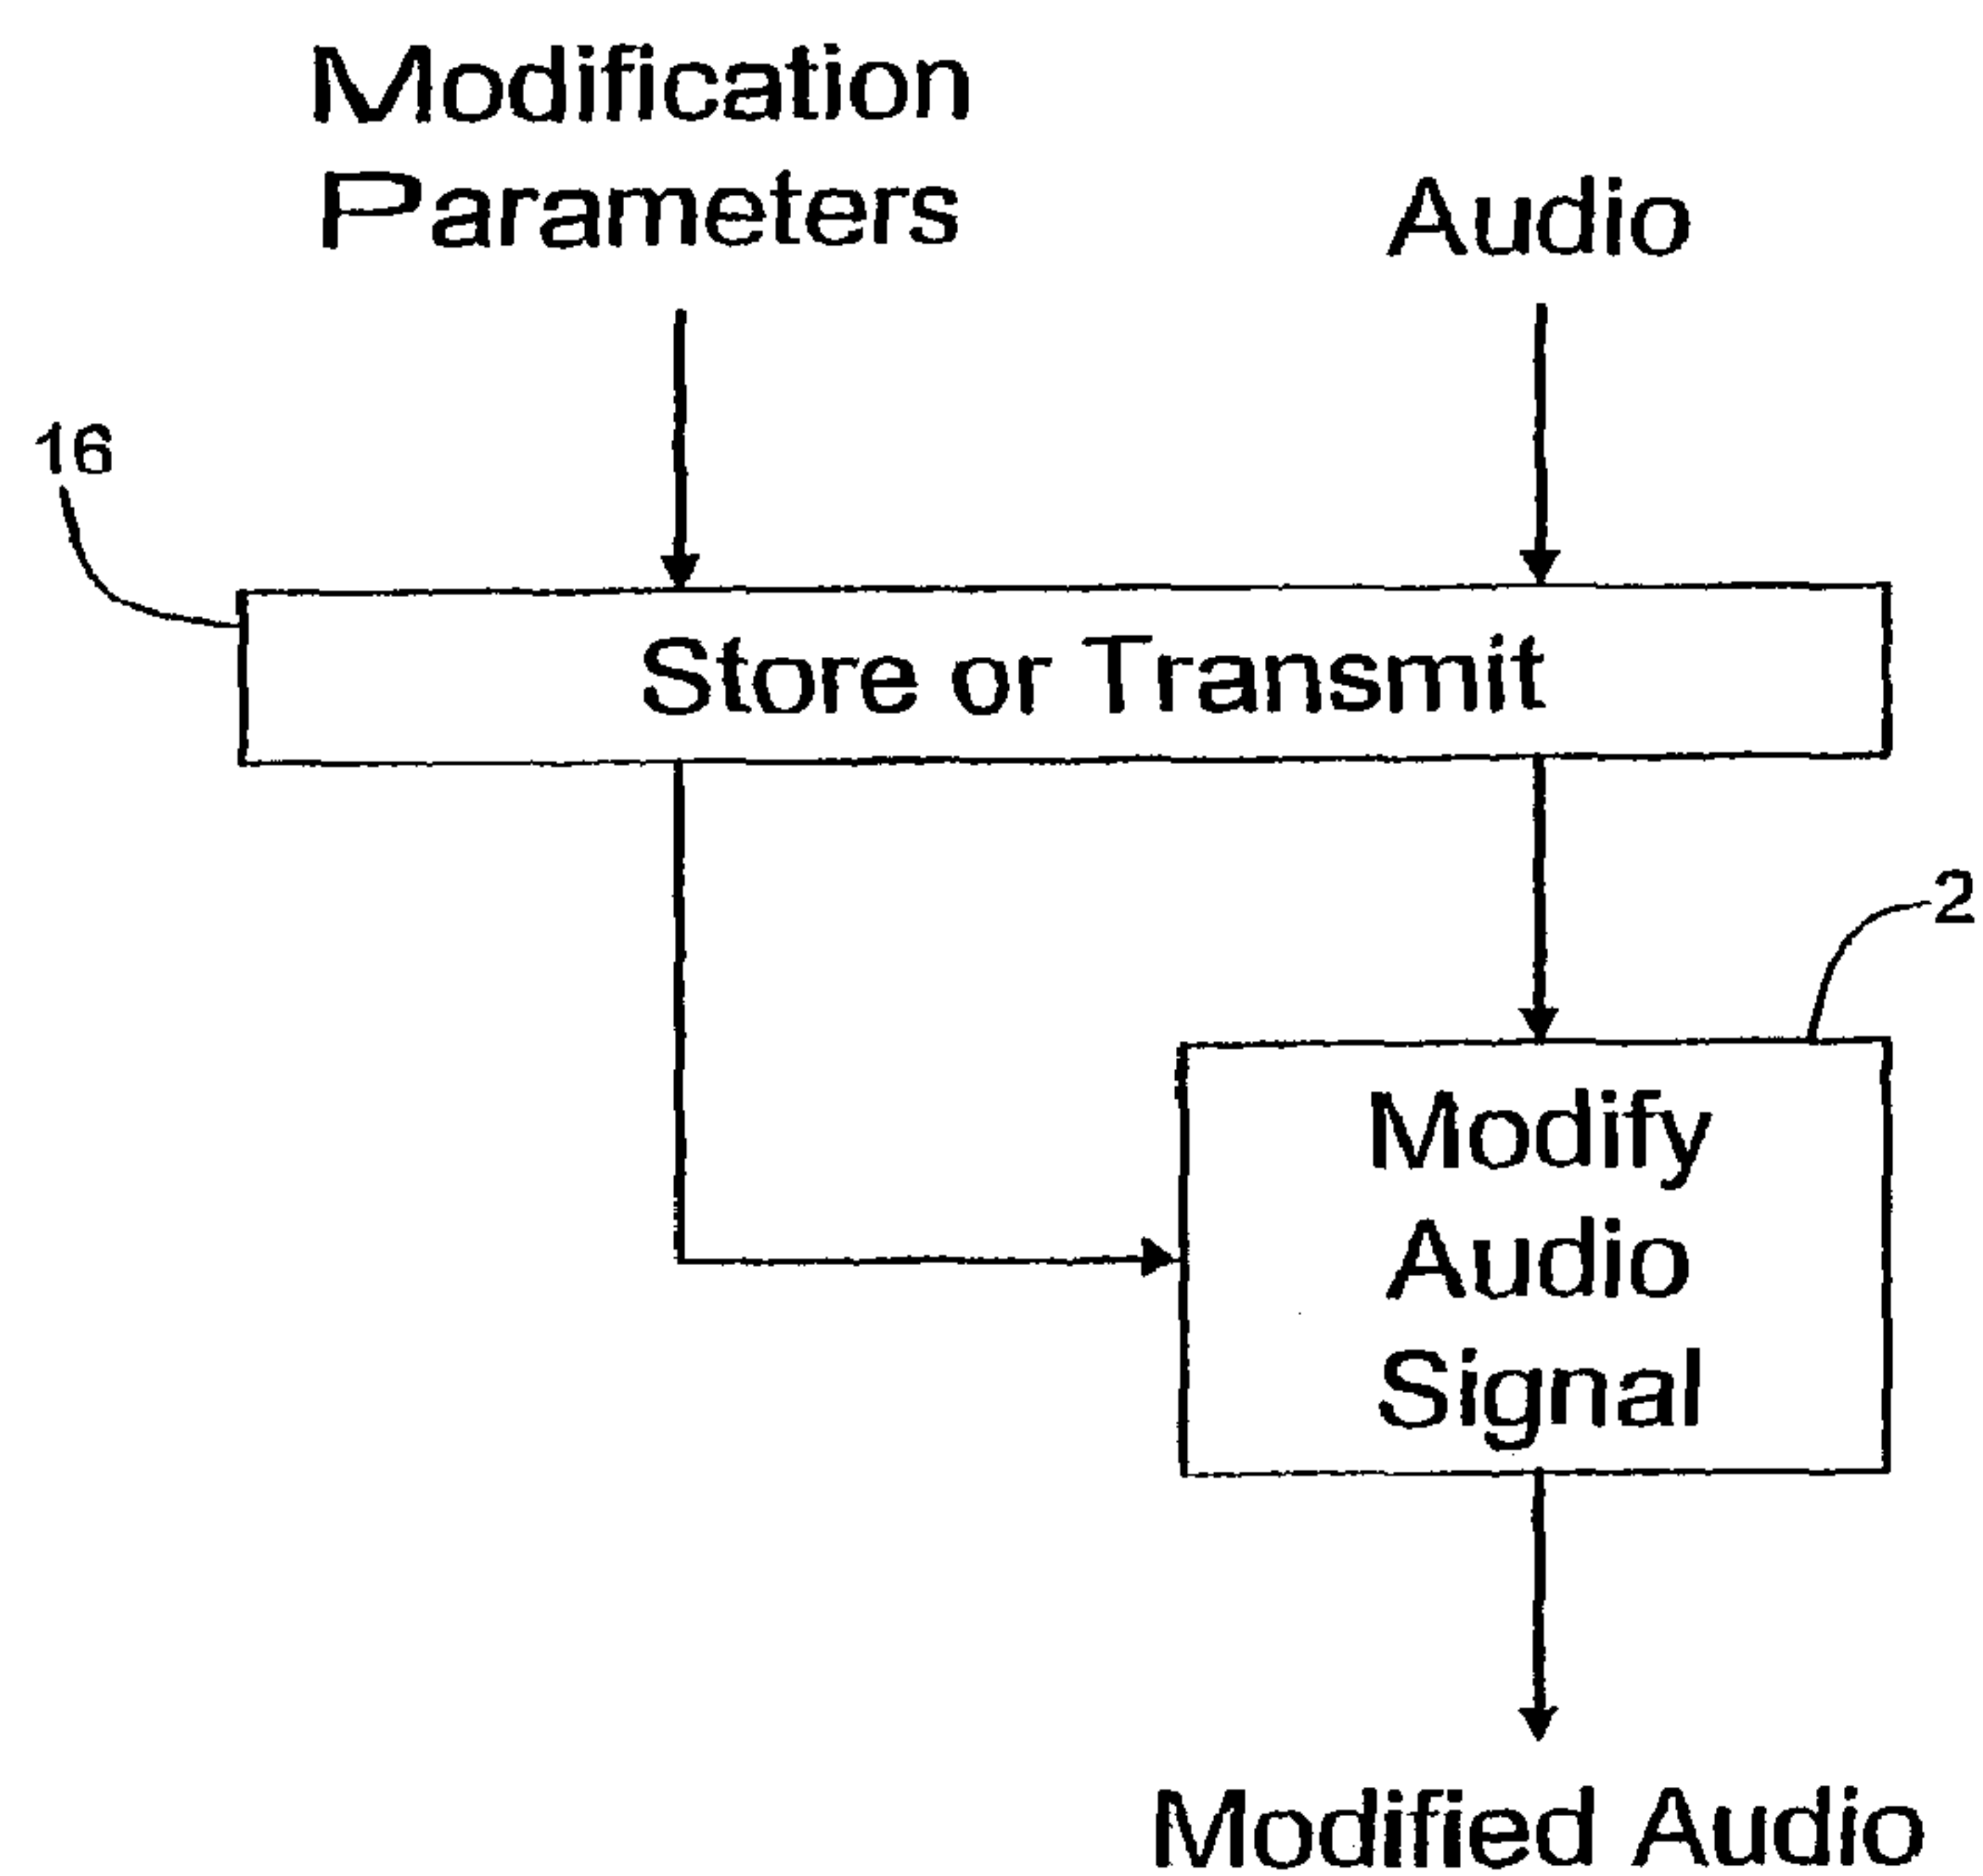 Modification
Parameters
Audio
16
Store or Transmit
2
Modify
Audio
Signal
Modified Audio